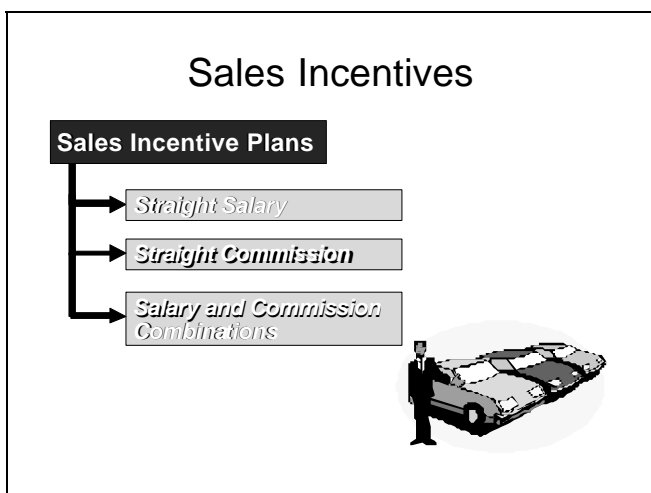 Sales Incentives
Sales Incentive Plans
Straight Salary
Straight Commission
Salary and Commission
Combinations